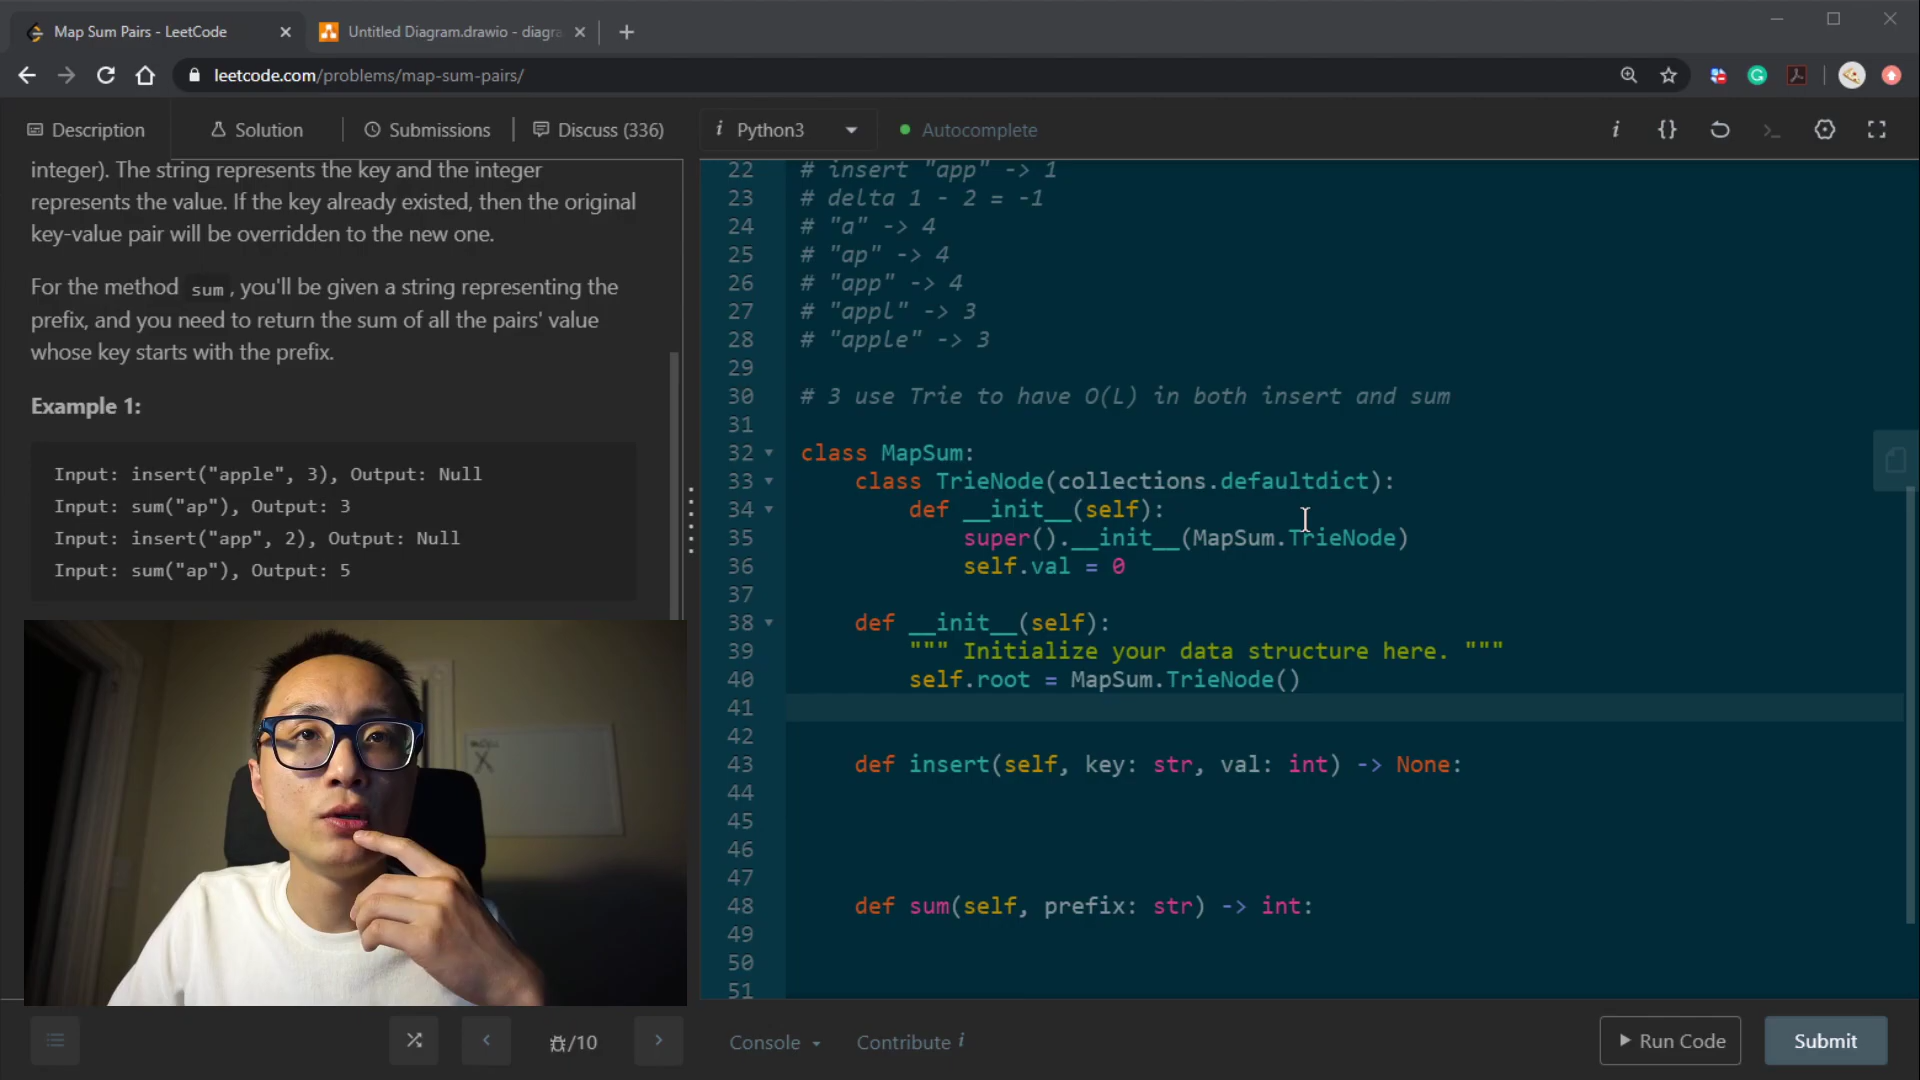 Map Sum Pairs - LeetCode
Untitled Diagram.drawio - diagra
leetcode.com/problems/map-sum-pairs/
Description
Solution
Submissions
Discuss (336)
integer). The string represents the key and the integer
represents the value. If the key already existed, then the original
key-value pair will be overridden to the new one.
For the method sum, you'll be given a string representing the
prefix, and you need to return the sum of all the pairs' value
whose key starts with the prefix.
Example 1:
Input: insert("apple", 3), Output: Null
Input: sum("ap"), Output: 3
Input: insert("app", 2), Output: Null
Input: sum("ap"), Output: 5
i Python3
Autocomplete
22 # insert "app" -> 1
23 # delta 1 - 2 = -1
24 # "a" -> 4
25 # "ap" -> 4
26 # "app" -> 4
27 # "appl" -> 3
28 # "apple" -> 3
29
30 # 3 use Trie to have O(L) in both insert and sum
31
32 class MapSum:
33 class TrieNode(collections.defaultdict):
34 def __init__(self):
35 super().__init__(MapSum.TrieNode)
36 self.val = 0
37
38 def __init__(self):
39 """ Initialize your data structure here. """
40 self.root = MapSum.TrieNode()
41
42
43 def insert(self, key: str, val: int) -> None:
44
45
46
47
48 def sum(self, prefix: str) -> int:
49
50
51
/10
Console
Contribute i
Run Code
Submit